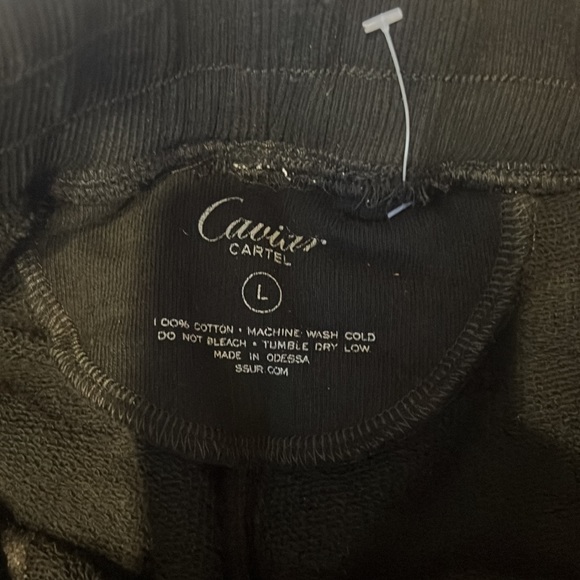 Caviar
CARTEL
L
100% COTTON • MACHINE WASH COLD
DO NOT BLEACH • TUMBLE DRY LOW
MADE IN ODESSA
SSUR.COM